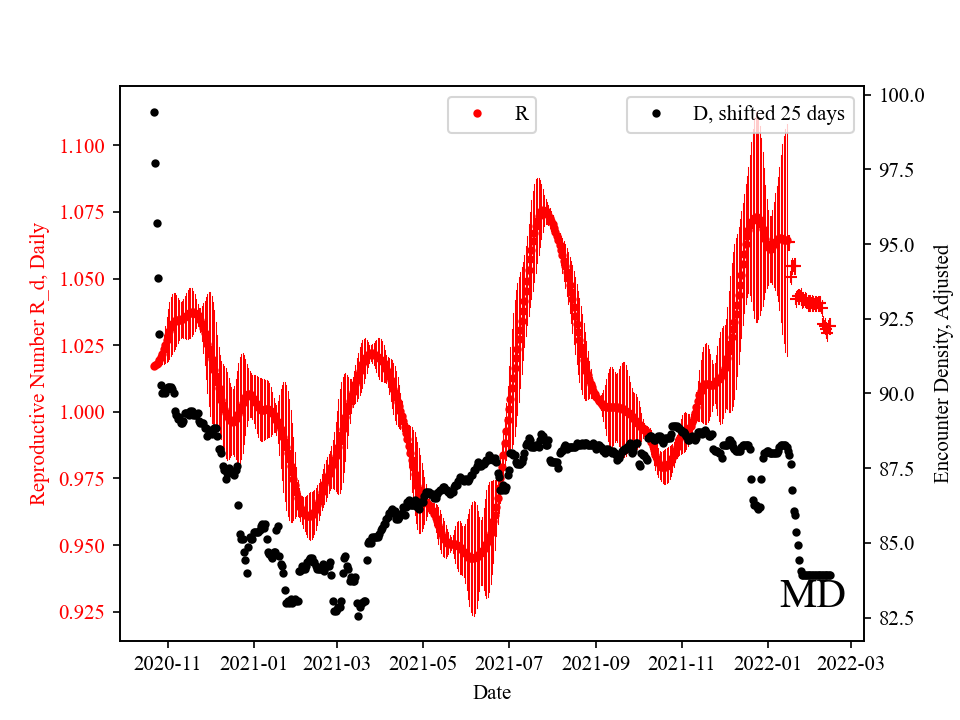 R
D, shifted 25 days
Reproductive Number R_d, Daily
1.100
1.075
1.050
1.025
1.000
0.975
0.950
0.925
100.0
97.5
95.0
92.5
90.0
87.5
85.0
82.5
Encounter Density, Adjusted
MD
2020-11 2021-01 2021-03 2021-05 2021-07 2021-09 2021-11 2022-01 2022-03
Date